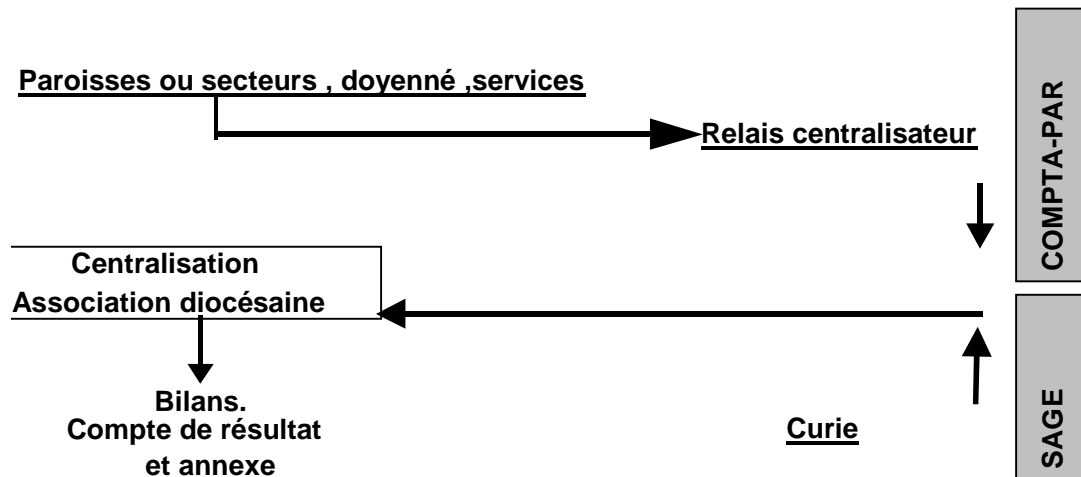 Paroisses ou secteurs , doyenné ,services
Relais centralisateur
COMPTA-PAR
Centralisation
Association diocésaine
Bilans.
Compte de résultat
et annexe
Curie
SAGE